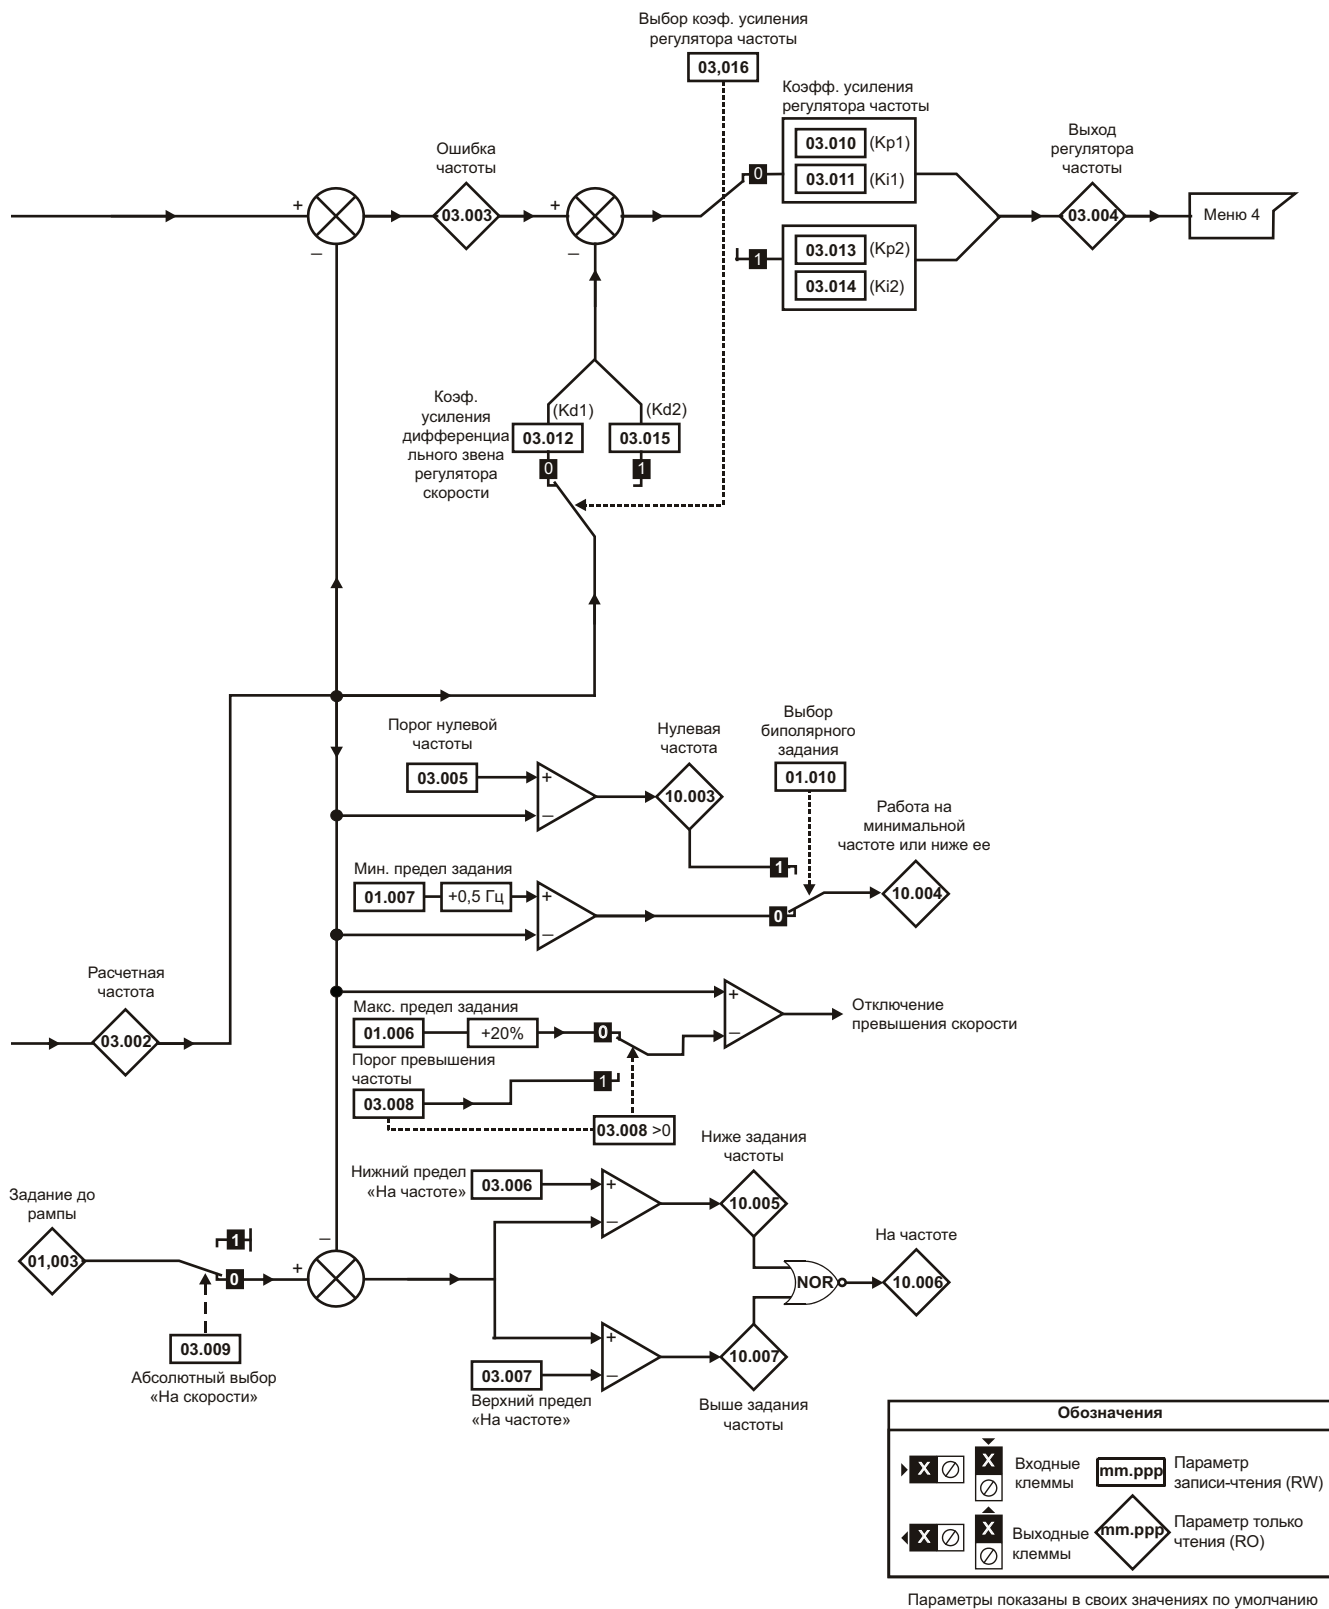 Выбор коэф. усиления
регулятора частоты
03,016
Коэфф. усиления
регулятора частоты
03.010 (Kp1)
03.011 (Ki1)
0
Ошибка
частоты
Выход
регулятора
частоты
+
03.003
+
03.004
Меню 4
–
–
1
03.013 (Kp2)
03.014 (Ki2)
Коэф.
усиления
дифференциа
льного звена
регулятора
скорости
(Kd1)
(Kd2)
03.012
03.015
0
1
Порог нулевой
частоты
03.005
+
–
Нулевая
частота
10.003
Выбор
биполярного
задания
01.010
Работа на
минимальной
частоте или ниже ее
1
10.004
Мин. предел задания
01.007
+0,5 Гц
+
–
0
Расчетная
частота
03.002
Макс. предел задания
01.006
+20%
0
+
–
Отключение
превышения скорости
Порог превышения
частоты
03.008
1
03.008 >0
Задание до
рампы
01,003
1
0
+
–
03.009
Абсолютный выбор
«На скорости»
Нижний предел
«На частоте»
03.006
+
–
Ниже задания
частоты
10.005
NOR
На частоте
10.006
+
–
10.007
03.007
Верхний предел
«На частоте»
Выше задания
частоты
Обозначения
X
X
Входные
клеммы
mm.ppp
Параметр
записи-чтения (RW)
X
X
Выходные
клеммы
mm.ppp
Параметр только
чтения (RO)
Параметры показаны в своих значениях по умолчанию